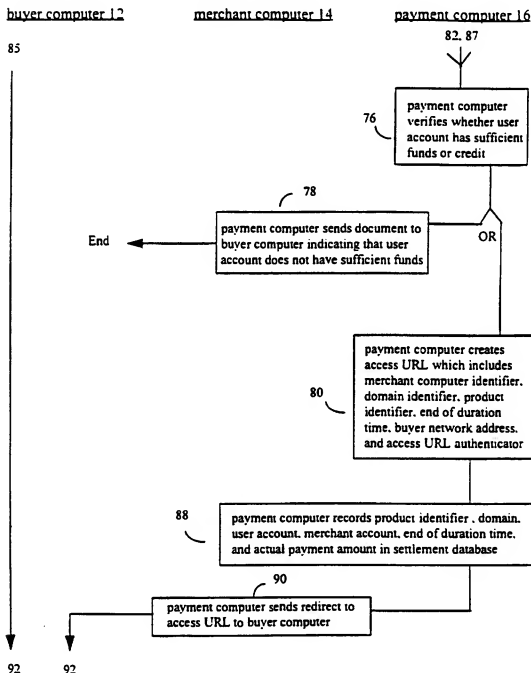 buyer computer 12 merchant computer 14 payment computer 16
82, 87
85
payment computer
verifies whether user
account has sufficient
funds or credit
76
78
payment computer sends document to
buyer computer indicating that user
account does not have sufficient funds
End
OR
payment computer creates
access URL which includes
merchant computer identifier,
domain identifier, product
identifier, end of duration
time, buyer network address,
and access URL authenticator
80
88
payment computer records product identifier, domain,
user account, merchant account, end of duration time,
and actual payment amount in settlement database
90
payment computer sends redirect to
access URL to buyer computer
92 92